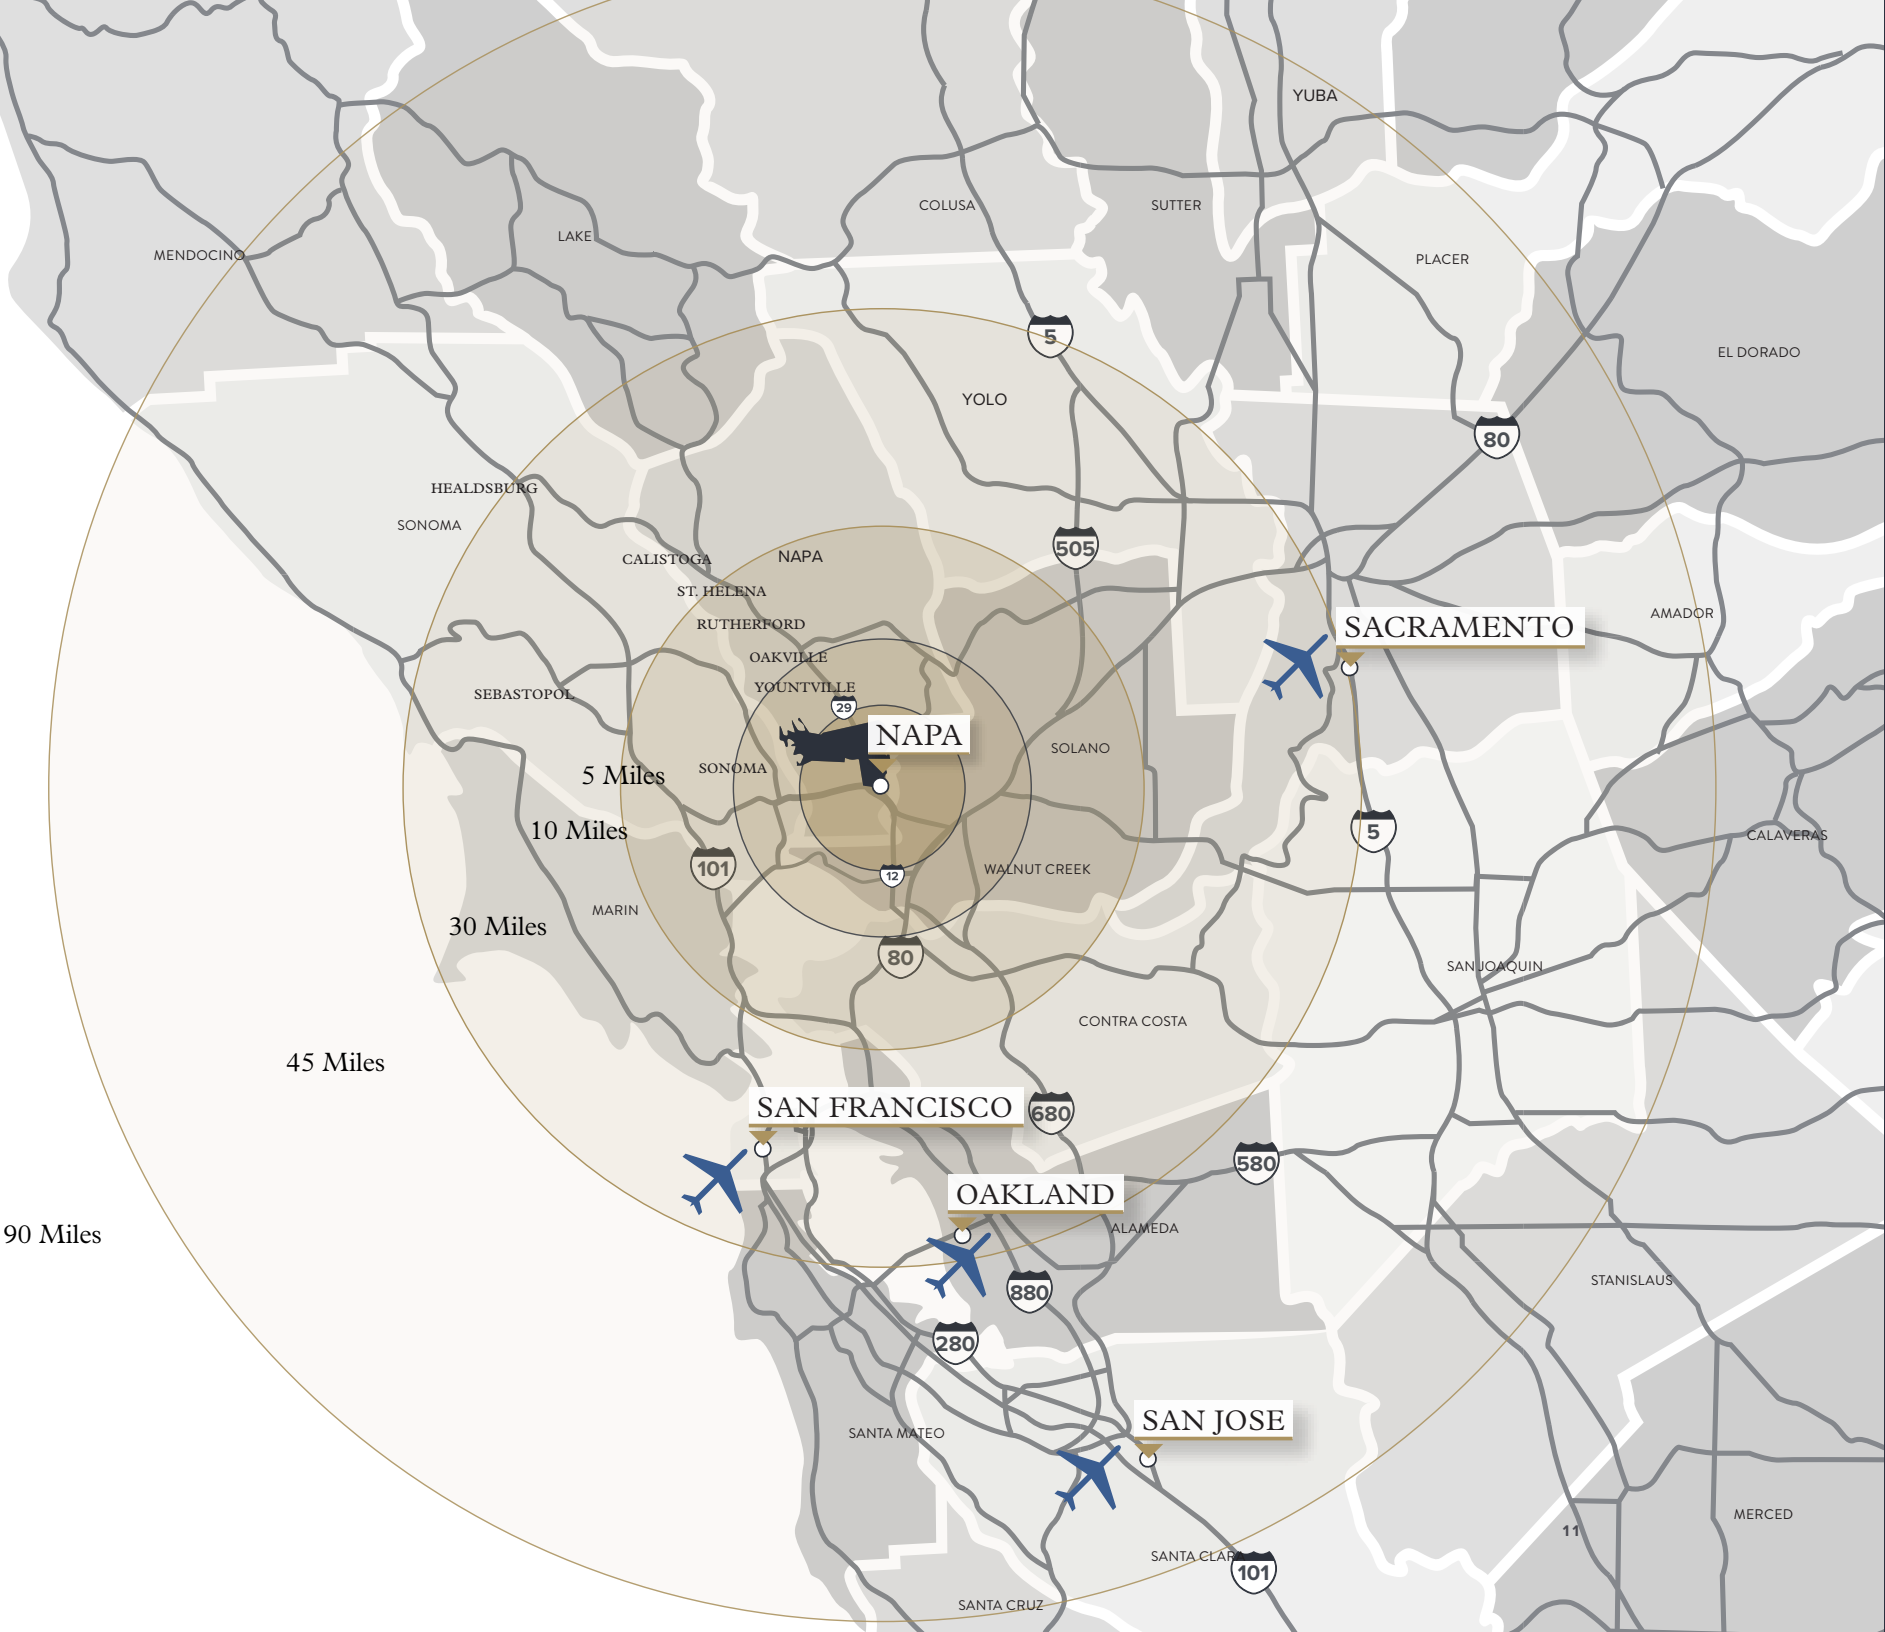 YUBA
COLUSA
SUTTER
LAKE
MENDOCINO
PLACER
5
EL DORADO
YOLO
80
HEALDSBURG
SONOMA
505
CALISTOGA
NAPA
ST. HELENA
RUTHERFORD
AMADOR
SACRAMENTO
OAKVILLE
YOUNTVILLE
SEBASTOPOL
29
NAPA
SOLANO
SONOMA
5 Miles
10 Miles
5
CALAVERAS
101
12
WALNUT CREEK
MARIN
30 Miles
80
SAN JOAQUIN
CONTRA COSTA
45 Miles
SAN FRANCISCO
680
580
OAKLAND
ALAMEDA
90 Miles
STANISLAUS
880
280
SAN JOSE
SANTA MATEO
MERCED
11
SANTA CLARA
101
SANTA CRUZ